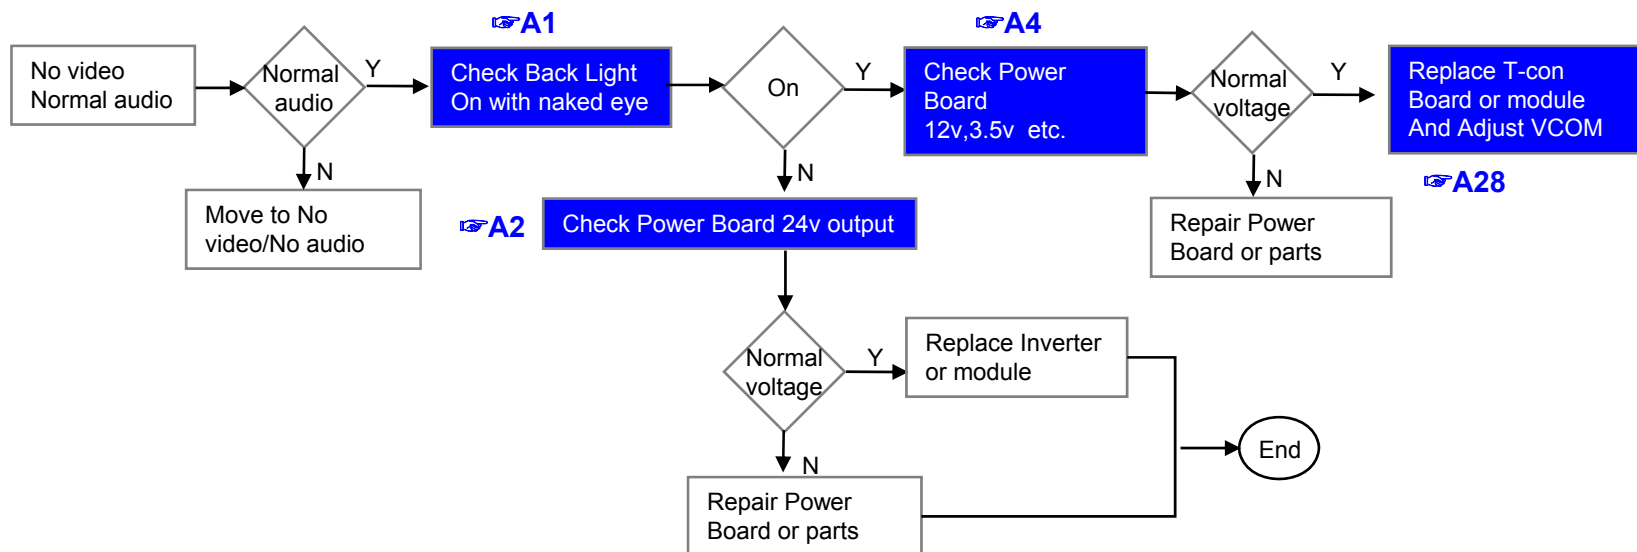 ☞A1
☞A4
No video
Normal audio
Normal
audio
Y
Check Back Light
On with naked eye
On
Y
Check Power
Board
12v,3.5v etc.
Normal
voltage
Y
Replace T-con
Board or module
And Adjust VCOM
N
N
N
☞A28
Move to No
video/No audio
☞A2
Check Power Board 24v output
Repair Power
Board or parts
Normal
voltage
Y
Replace Inverter
or module
End
N
Repair Power
Board or parts